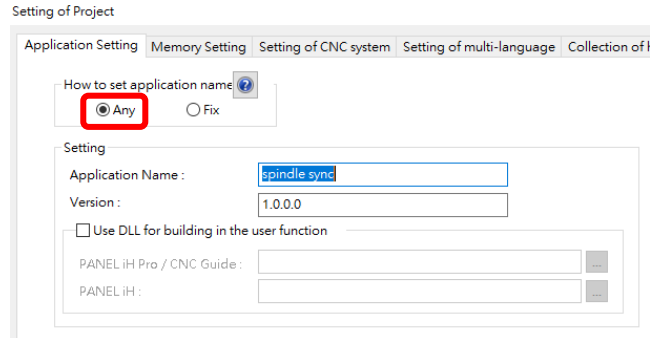 Setting of Project
Application Setting Memory Setting Setting of CNC system Setting of multi-language Collection of
How to set application name ?
Any Fix
Setting
Application Name : spindle sync
Version : 1.0.0.0
Use DLL for building in the user function
PANEL iH Pro / CNC Guide : ...
PANEL iH : ...